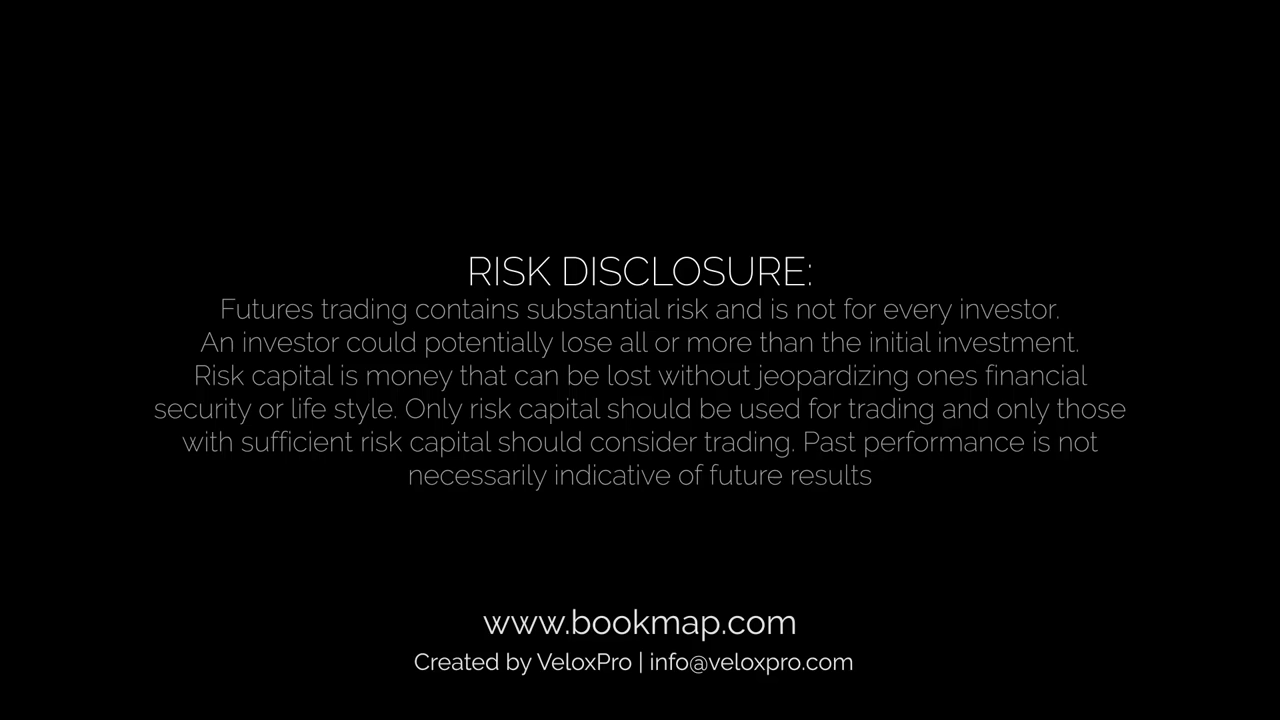 RISK DISCLOSURE:
Futures trading contains substantial risk and is not for every investor.
An investor could potentially lose all or more than the initial investment.
Risk capital is money that can be lost without jeopardizing ones financial
security or life style. Only risk capital should be used for trading and only those
with sufficient risk capital should consider trading. Past performance is not
necessarily indicative of future results
www.bookmap.com
Created by VeloxPro | info@veloxpro.com